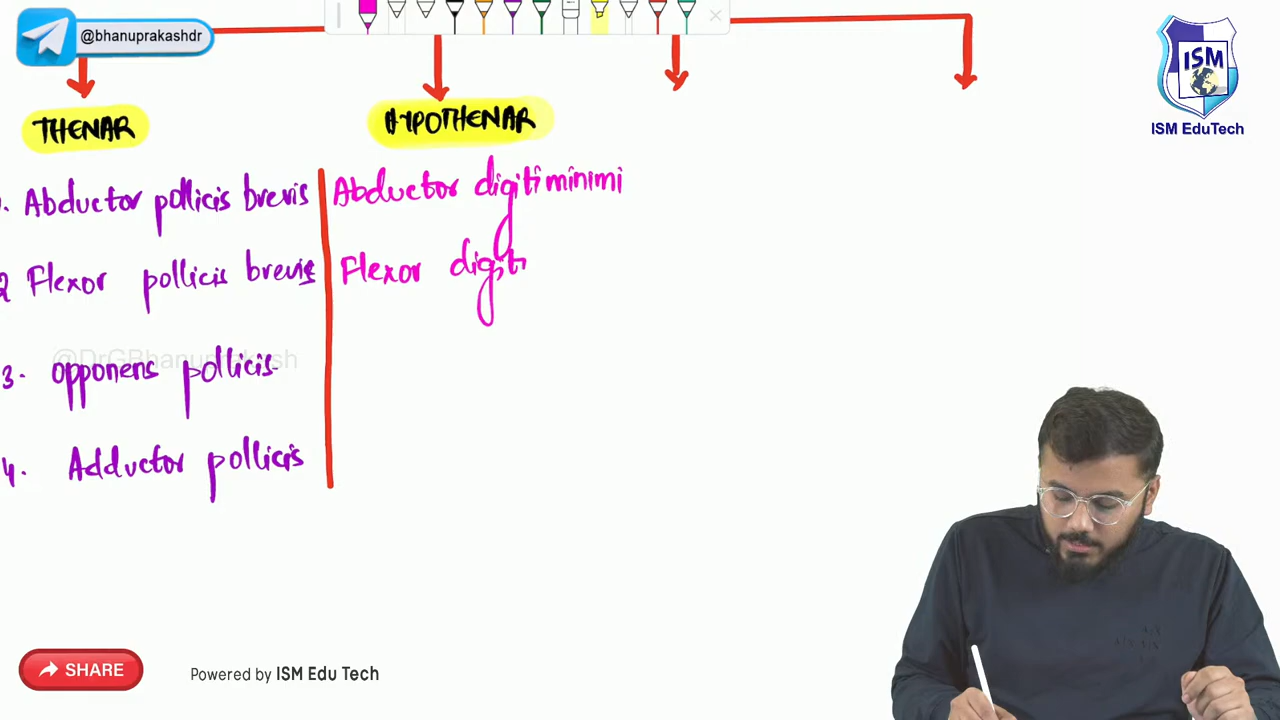 @bhanuprakashdr
ISM
ISM EduTech
THENAR
HYPOTHENAR
1. Abductor pollicis brevis
Abductor digiti minimi
2 Flexor pollicis brevis
Flexor digiti
@DrGBhanuprakash
3. opponens pollicis
4. Adductor pollicis
SHARE
Powered by ISM Edu Tech